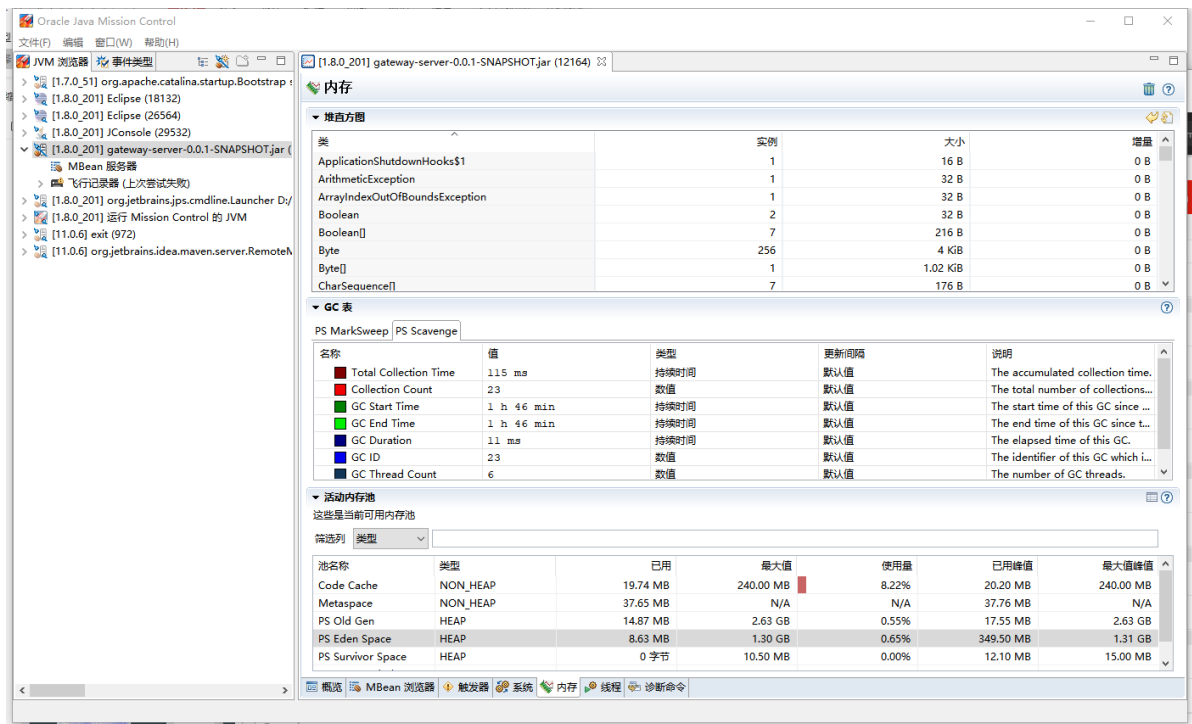 Oracle Java Mission Control
文件(F) 编辑 窗口(W) 帮助(H)
JVM 浏览器 事件类型
[1.7.0_51] org.apache.catalina.startup.Bootstrap s
[1.8.0_201] Eclipse (18132)
[1.8.0_201] Eclipse (26564)
[1.8.0_201] JConsole (29532)
[1.8.0_201] gateway-server-0.0.1-SNAPSHOT.jar (
MBean 服务器
飞行记录器 (上次尝试失败)
[1.8.0_201] org.jetbrains.jps.cmdline.Launcher D:/
[1.8.0_201] 运行 Mission Control 的 JVM
[11.0.6] exit (972)
[11.0.6] org.jetbrains.idea.maven.server.RemoteM
[1.8.0_201] gateway-server-0.0.1-SNAPSHOT.jar (12164)
内存
堆直方图
类 实例 大小 增量
ApplicationShutdownHooks$1 1 16 B 0 B
ArithmeticException 1 32 B 0 B
ArrayIndexOutOfBoundsException 1 32 B 0 B
Boolean 2 32 B 0 B
Boolean[] 7 216 B 0 B
Byte 256 4 KiB 0 B
Byte[] 1 1.02 KiB 0 B
CharSequence[] 7 176 B 0 B
GC 表
PS MarkSweep PS Scavenge
名称 值 类型 更新间隔 说明
Total Collection Time 115 ms 持续时间 默认值 The accumulated collection time.
Collection Count 23 数值 默认值 The total number of collections...
GC Start Time 1 h 46 min 持续时间 默认值 The start time of this GC since ...
GC End Time 1 h 46 min 持续时间 默认值 The end time of this GC since t...
GC Duration 11 ms 持续时间 默认值 The elapsed time of this GC.
GC ID 23 数值 默认值 The identifier of this GC which i...
GC Thread Count 6 数值 默认值 The number of GC threads.
活动内存池
这些是当前可用内存池
筛选列 类型
池名称 类型 已用 最大值 使用量 已用峰值 最大值峰值
Code Cache NON_HEAP 19.74 MB 240.00 MB 8.22% 20.20 MB 240.00 MB
Metaspace NON_HEAP 37.65 MB N/A N/A 37.76 MB N/A
PS Old Gen HEAP 14.87 MB 2.63 GB 0.55% 17.55 MB 2.63 GB
PS Eden Space HEAP 8.63 MB 1.30 GB 0.65% 349.50 MB 1.31 GB
PS Survivor Space HEAP 0 字节 10.50 MB 0.00% 12.10 MB 15.00 MB
概览 MBean 浏览器 触发器 系统 内存 线程 诊断命令